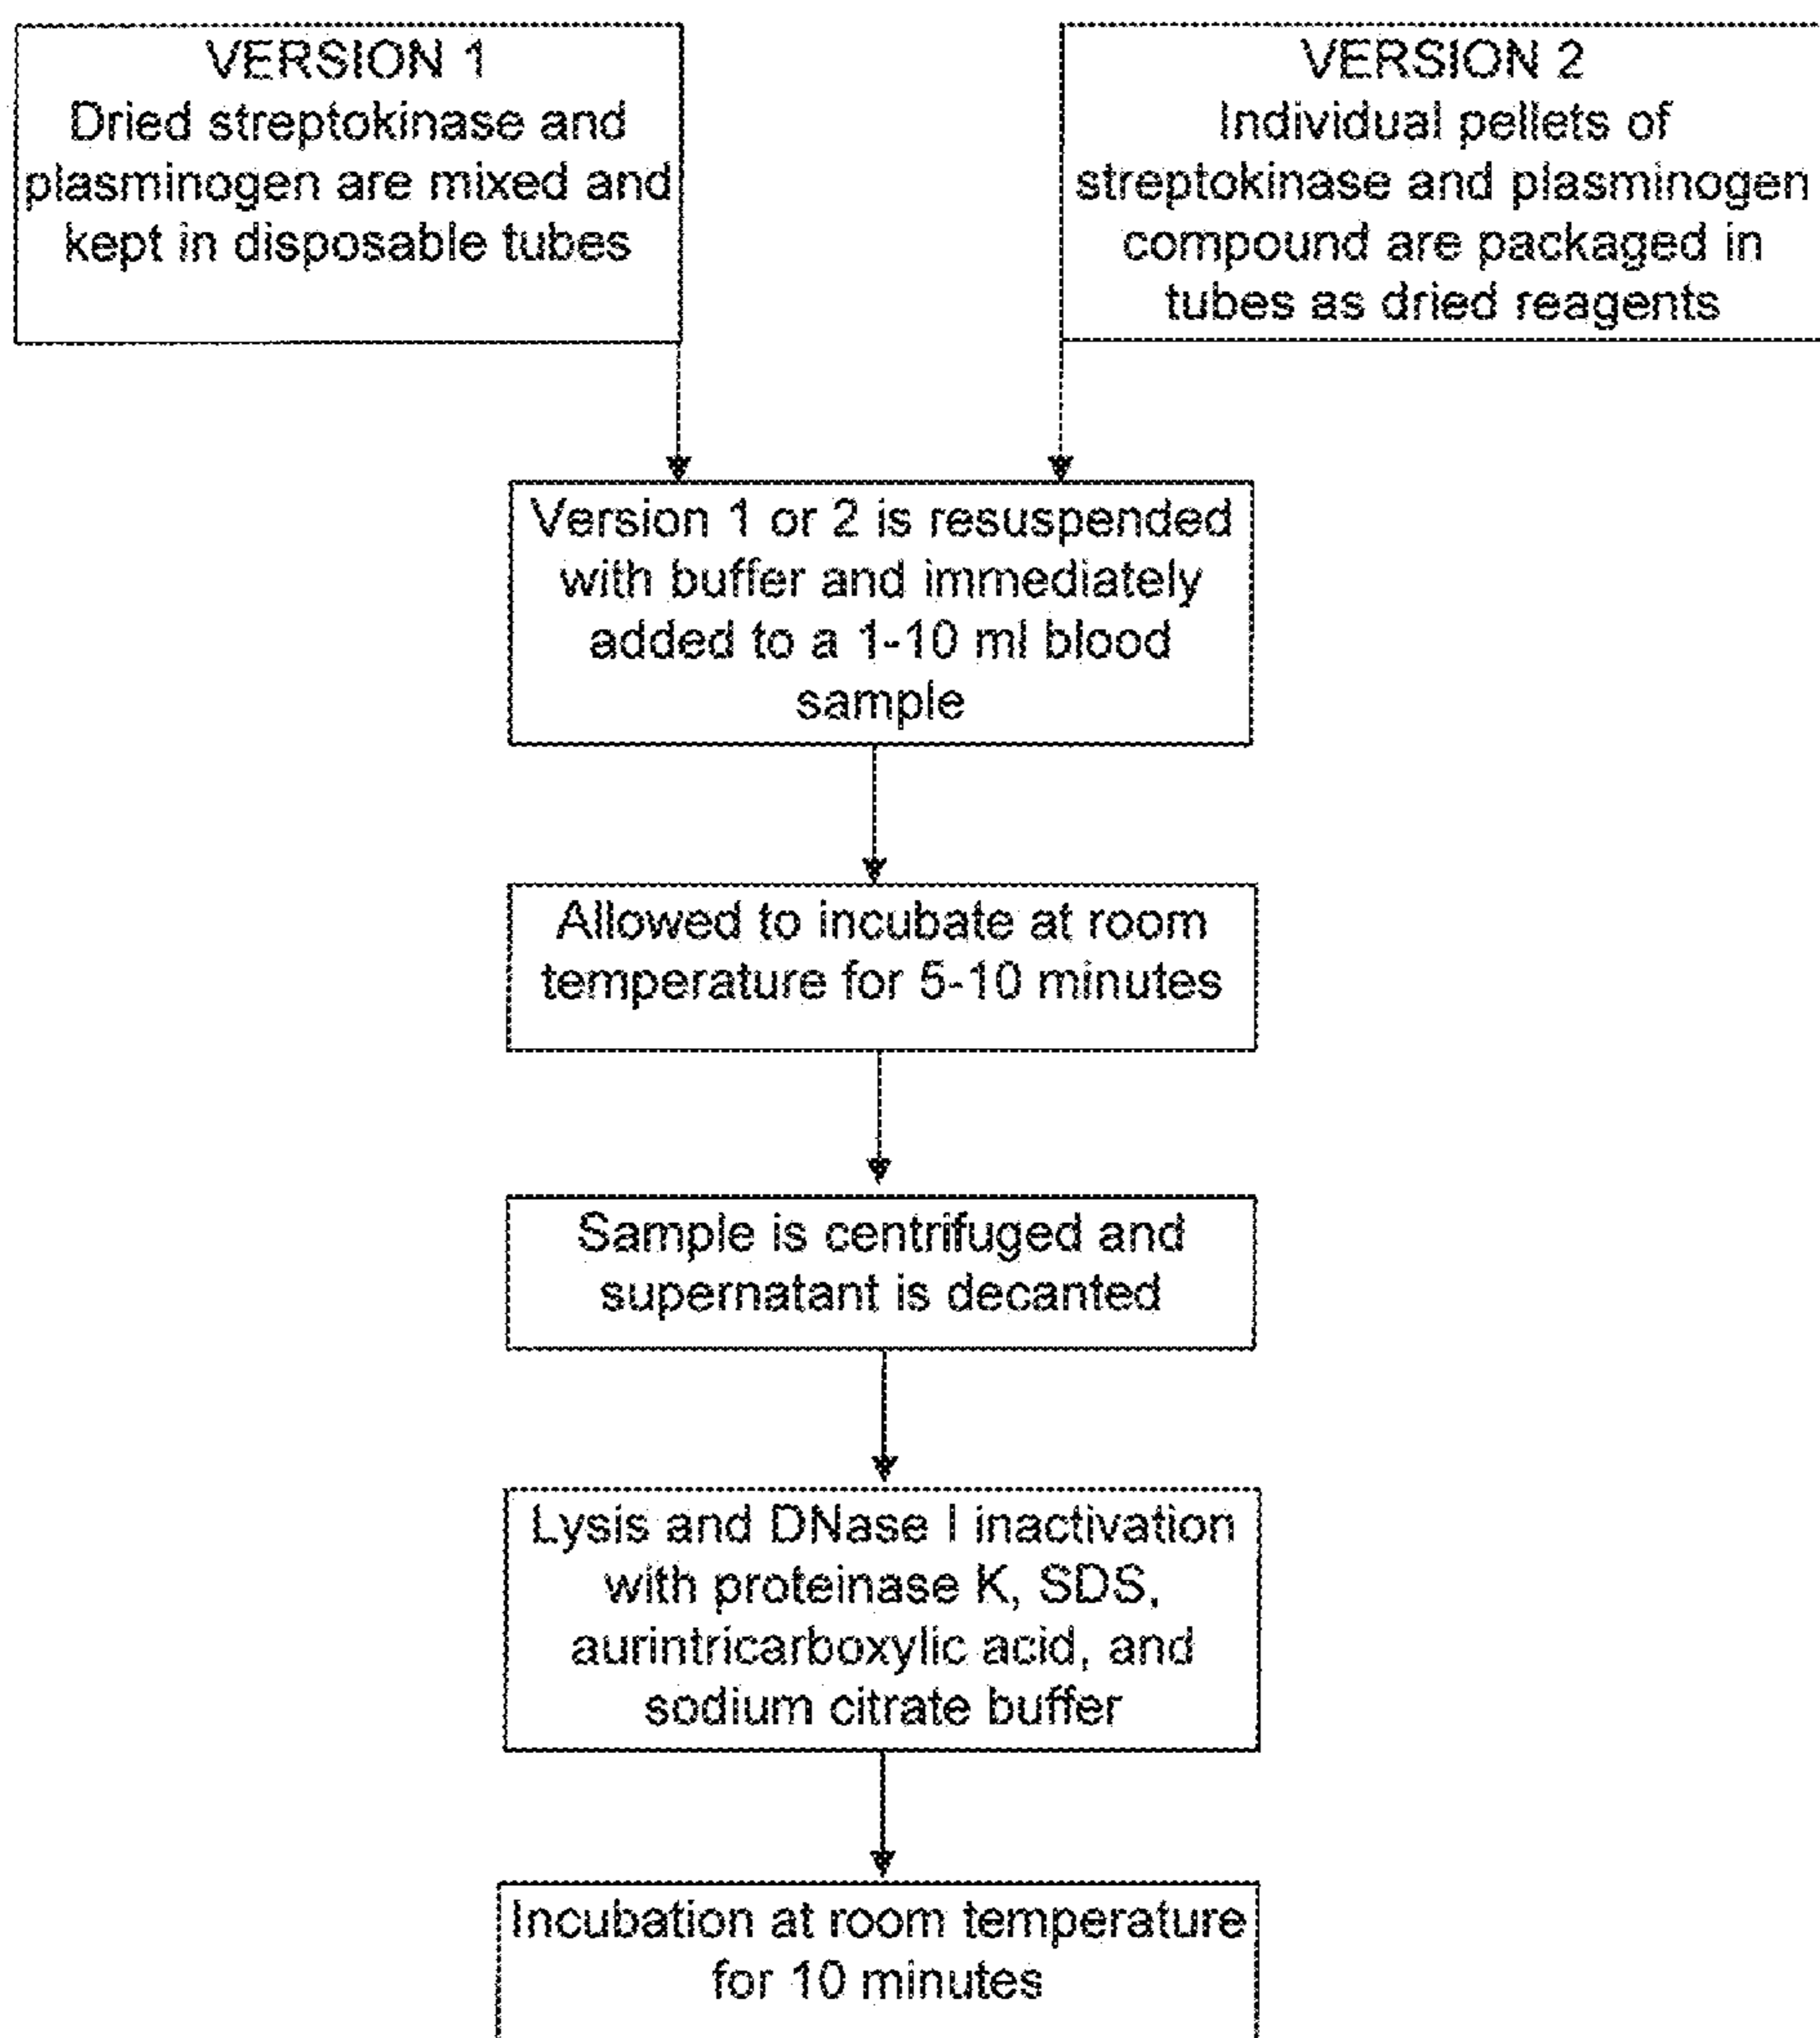 VERSION 1
Dried streptokinase and
plasminogen are mixed and
kept in disposable tubes
VERSION 2
Individual pellets of
streptokinase and plasminogen
compound are packaged in
tubes as dried reagents
Version 1 or 2 is resuspended
with buffer and immediately
added to a 1-10 ml blood
sample
Allowed to incubate at room
temperature for 5-10 minutes
Sample is centrifuged and
supernatant is decanted
Lysis and DNase I inactivation
with proteinase K, SDS,
aurintricarboxylic acid, and
sodium citrate buffer
Incubation at room temperature
for 10 minutes